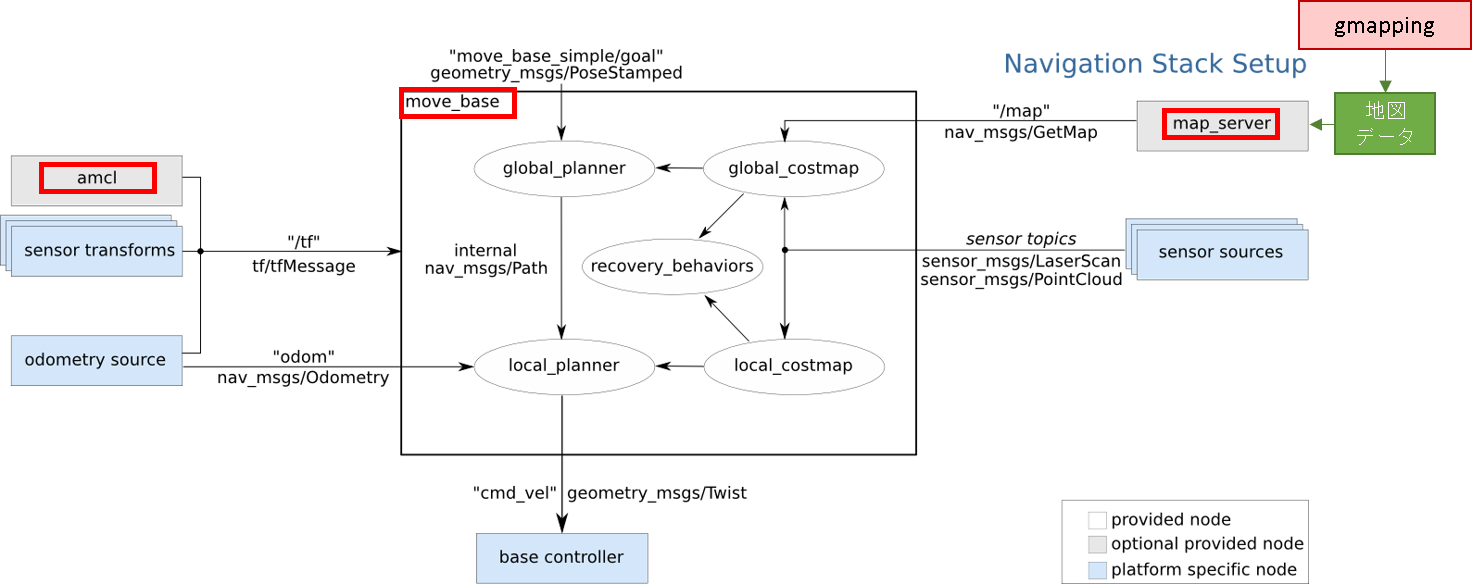 gmapping
Navigation Stack Setup
"move_base_simple/goal"
geometry_msgs/PoseStamped
move_base
"/map"
nav_msgs/GetMap
map_server
地図
データ
global_planner
global_costmap
amcl
sensor transforms
"/tf"
tf/tfMessage
internal
nav_msgs/Path
recovery_behaviors
sensor topics
sensor_msgs/LaserScan
sensor_msgs/PointCloud
sensor sources
odometry source
"odom"
nav_msgs/Odometry
local_planner
local_costmap
"cmd_vel" geometry_msgs/Twist
base controller
provided node
optional provided node
platform specific node